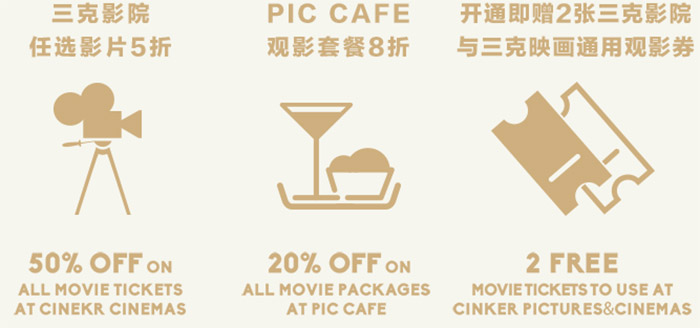 三克影院
任选影片5折
50% OFF ON
ALL MOVIE TICKETS
AT CINEKR CINEMAS
PIC CAFE
观影套餐8折
20% OFF ON
ALL MOVIE PACKAGES
AT PIC CAFE
开通即赠2张三克影院
与三克映画通用观影券
2 FREE
MOVIE TICKETS TO USE AT
CINKER PICTURES&CINEMAS